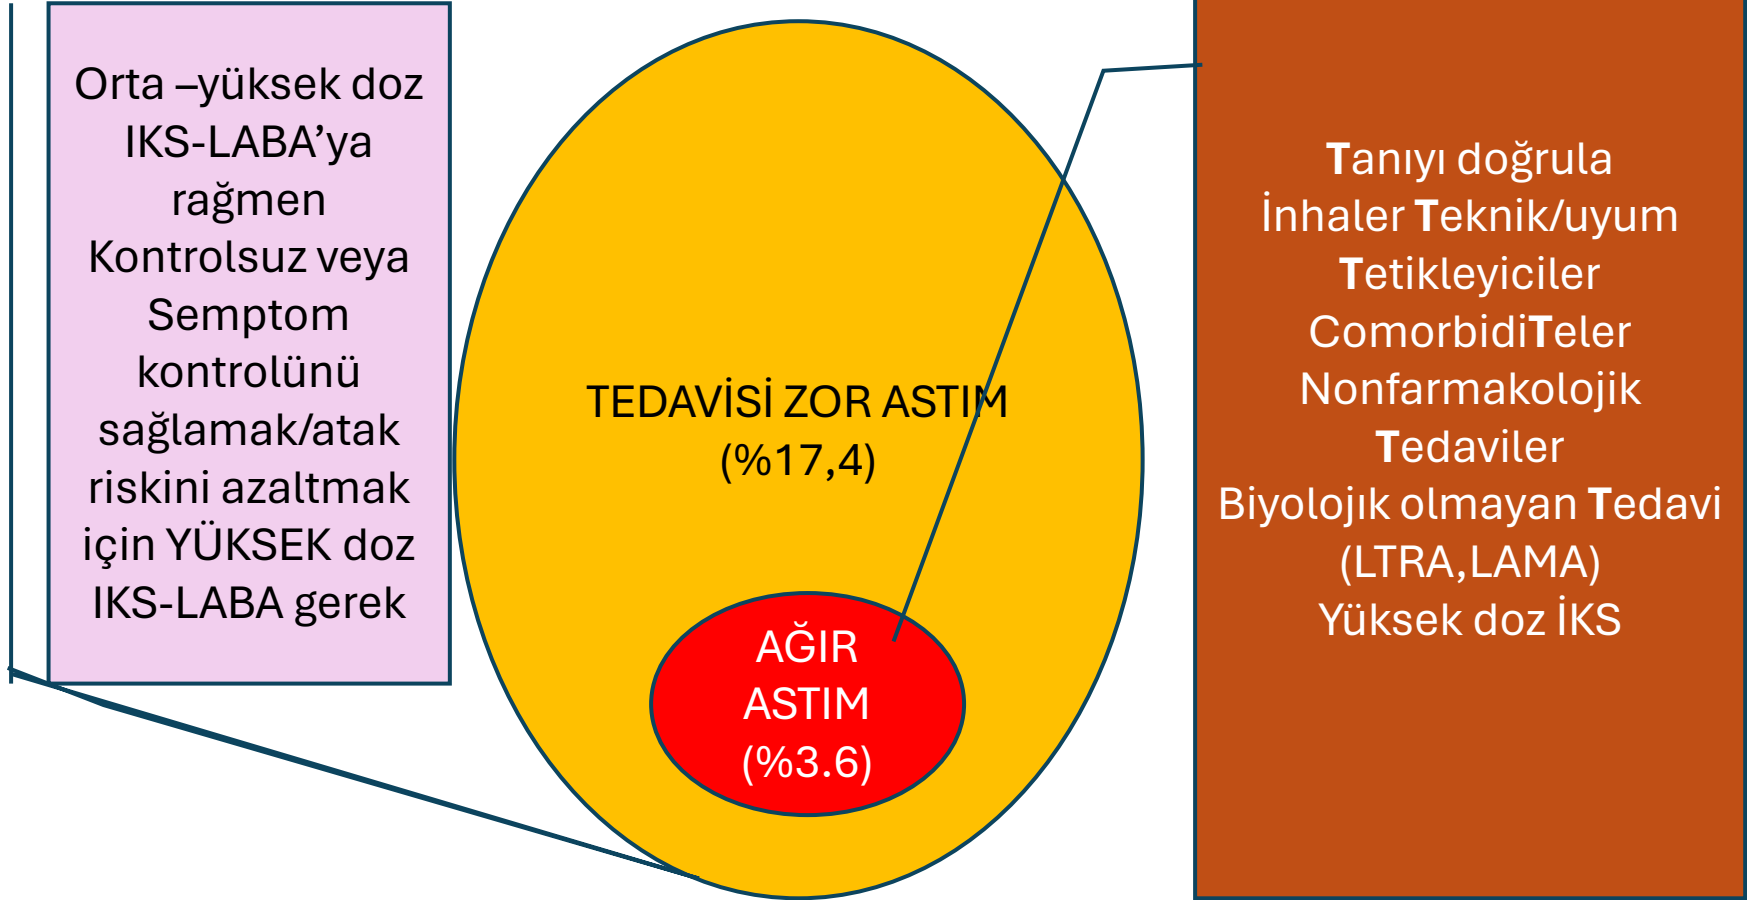 Orta –yüksek doz
IKS-LABA’ya
rağmen
Kontrolsuz veya
Semptom
kontrolünü
sağlamak/atak
riskini azaltmak
için YÜKSEK doz
IKS-LABA gerek
TEDAVİSİ ZOR ASTIM
(%17,4)
AĞIR
ASTIM
(%3.6)
Tanıyı doğrula
İnhaler Teknik/uyum
Tetikleyiciler
ComorbidiTeler
Nonfarmakolojik
Tedaviler
Biyolojık olmayan Tedavi
(LTRA,LAMA)
Yüksek doz İKS